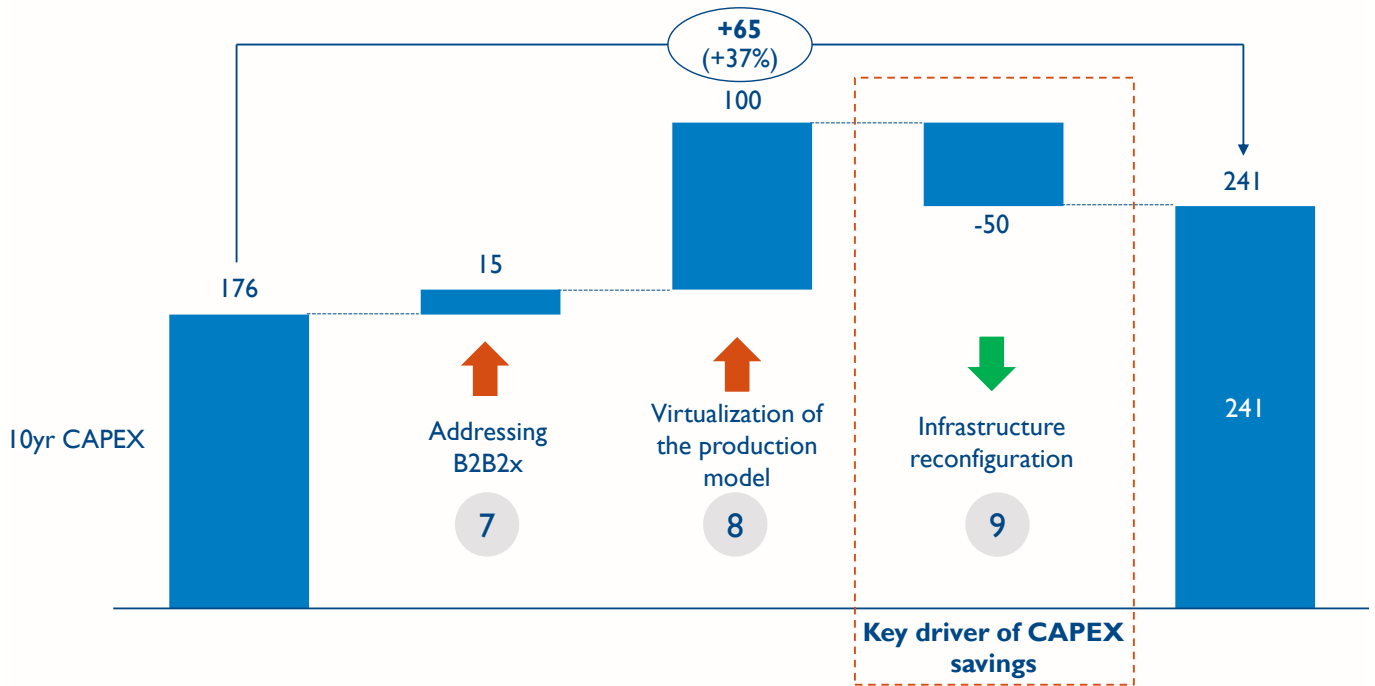 +65
(+37%)
100
241
-50
15
176
241
10yr CAPEX
Addressing
B2B2x
7
Virtualization of
the production
model
8
Infrastructure
reconfiguration
9
Key driver of CAPEX
savings